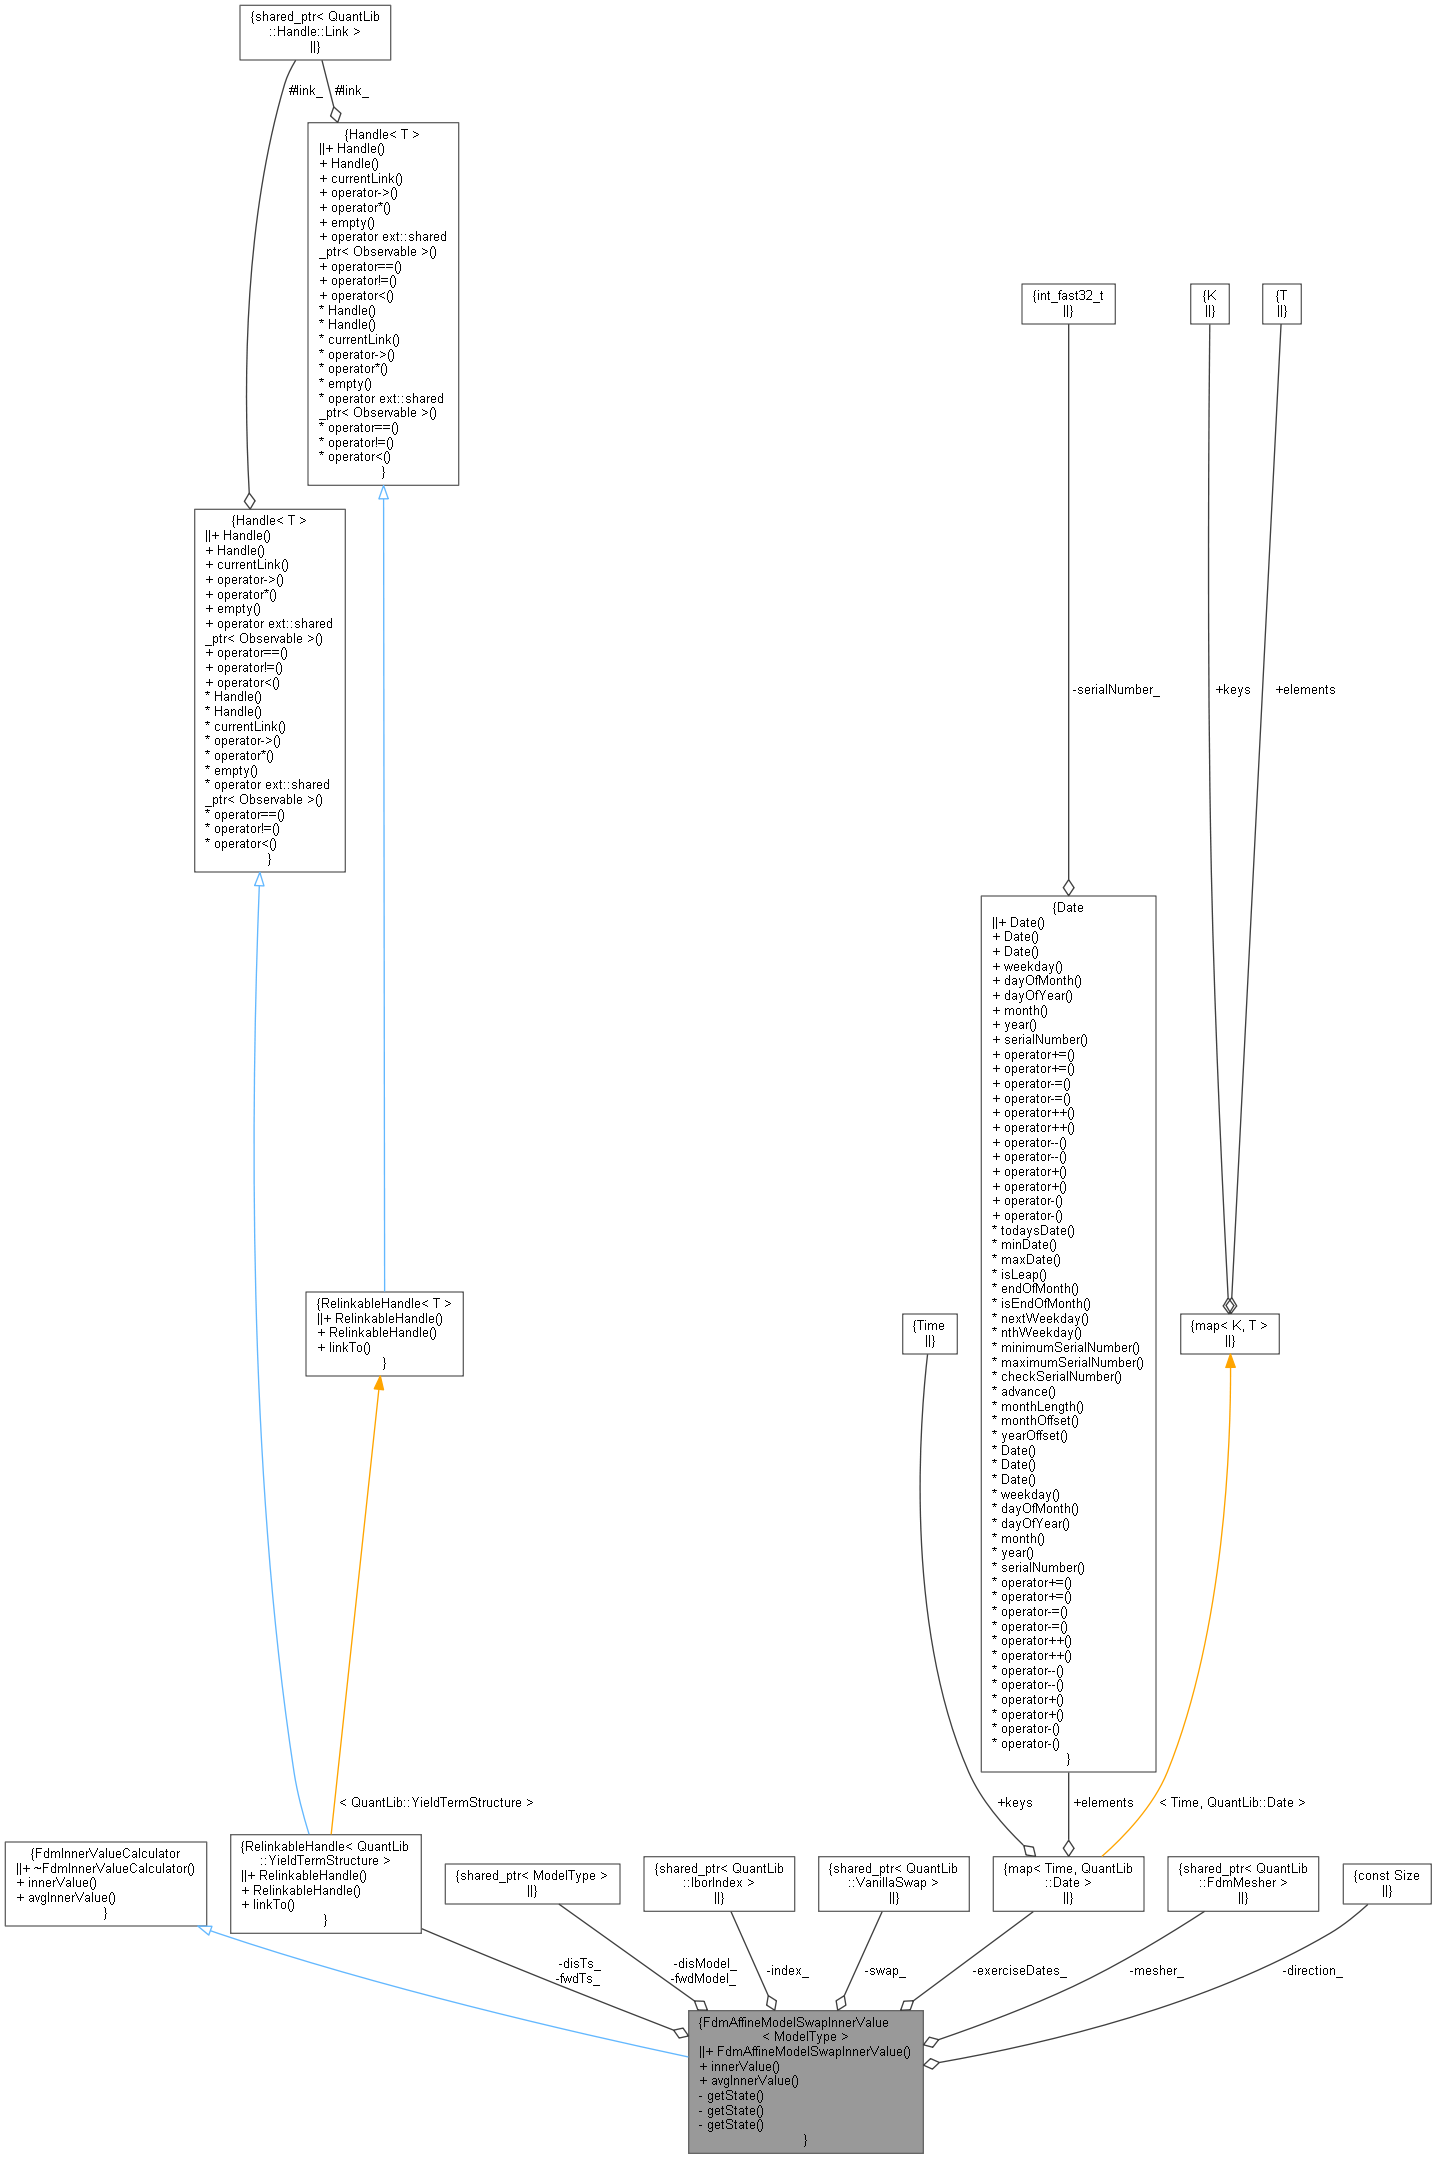 {shared_ptr< QuantLib
::Handle::Link >
||}
#link_
#link_
{Handle< T >
||+ Handle()
+ Handle()
+ currentLink()
+ operator->()
+ operator*()
+ empty()
+ operator ext::shared
_ptr< Observable >()
+ operator==()
+ operator!=()
+ operator<()
* Handle()
* Handle()
* currentLink()
* operator->()
* operator*()
* empty()
* operator ext::shared
_ptr< Observable >()
* operator==()
* operator!=()
* operator<()
}
{int_fast32_t
||}
{K
||}
{T
||}
{Handle< T >
||+ Handle()
+ Handle()
+ currentLink()
+ operator->()
+ operator*()
+ empty()
+ operator ext::shared
_ptr< Observable >()
+ operator==()
+ operator!=()
+ operator<()
* Handle()
* Handle()
* currentLink()
* operator->()
* operator*()
* empty()
* operator ext::shared
_ptr< Observable >()
* operator==()
* operator!=()
* operator<()
}
-serialNumber_
+keys
+elements
{Date
||+ Date()
+ Date()
+ Date()
+ weekday()
+ dayOfMonth()
+ dayOfYear()
+ month()
+ year()
+ serialNumber()
+ operator+=()
+ operator+=()
+ operator-=()
+ operator-=()
+ operator++()
+ operator++()
+ operator--()
+ operator--()
+ operator+()
+ operator+()
+ operator-()
+ operator-()
* todaysDate()
* minDate()
* maxDate()
* isLeap()
* endOfMonth()
* isEndOfMonth()
* nextWeekday()
* nthWeekday()
* minimumSerialNumber()
* maximumSerialNumber()
* checkSerialNumber()
* advance()
* monthLength()
* monthOffset()
* yearOffset()
* Date()
* Date()
* Date()
* weekday()
* dayOfMonth()
* dayOfYear()
* month()
* year()
* serialNumber()
* operator+=()
* operator+=()
* operator-=()
* operator-=()
* operator++()
* operator++()
* operator--()
* operator--()
* operator+()
* operator+()
* operator-()
* operator-()
}
{RelinkableHandle< T >
||+ RelinkableHandle()
+ RelinkableHandle()
+ linkTo()
}
{Time
||}
{map< K, T >
||}
< QuantLib::YieldTermStructure >
+keys
+elements
< Time, QuantLib::Date >
{FdmInnerValueCalculator
||+ ~FdmInnerValueCalculator()
+ innerValue()
+ avgInnerValue()
}
{RelinkableHandle< QuantLib
::YieldTermStructure >
||+ RelinkableHandle()
+ RelinkableHandle()
+ linkTo()
}
{shared_ptr< ModelType >
||}
{shared_ptr< QuantLib
::IborIndex >
||}
{shared_ptr< QuantLib
::VanillaSwap >
||}
{map< Time, QuantLib
::Date >
||}
{shared_ptr< QuantLib
::FdmMesher >
||}
{const Size
||}
-disTs_
-fwdTs_
-disModel_
-fwdModel_
-index_
-swap_
-exerciseDates_
-mesher_
-direction_
{FdmAffineModelSwapInnerValue
< ModelType >
||+ FdmAffineModelSwapInnerValue()
+ innerValue()
+ avgInnerValue()
- getState()
- getState()
- getState()
}